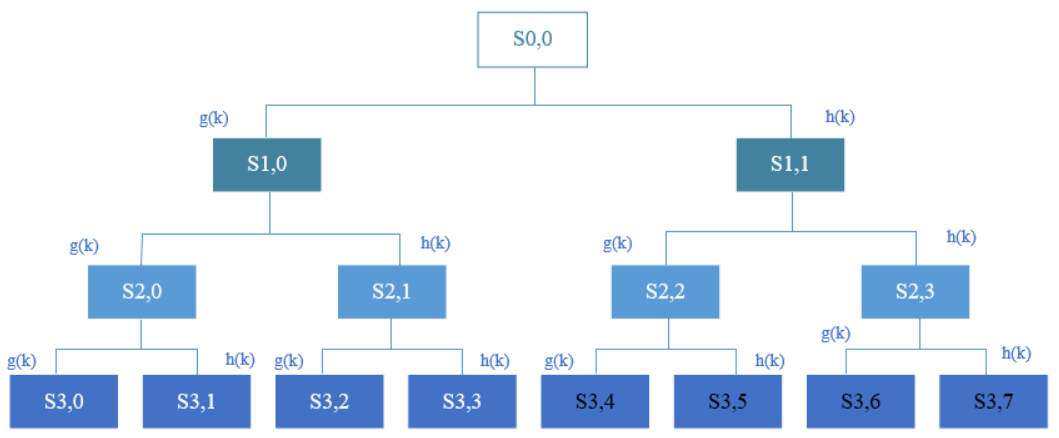 S0,0
g(k)
h(k)
S1,0
S1,1
g(k)
h(k)
g(k)
h(k)
S2,0
S2,1
S2,2
S2,3
g(k)
h(k)
g(k)
h(k)
g(k)
h(k)
g(k)
h(k)
S3,0
S3,1
S3,2
S3,3
S3,4
S3,5
S3,6
S3,7